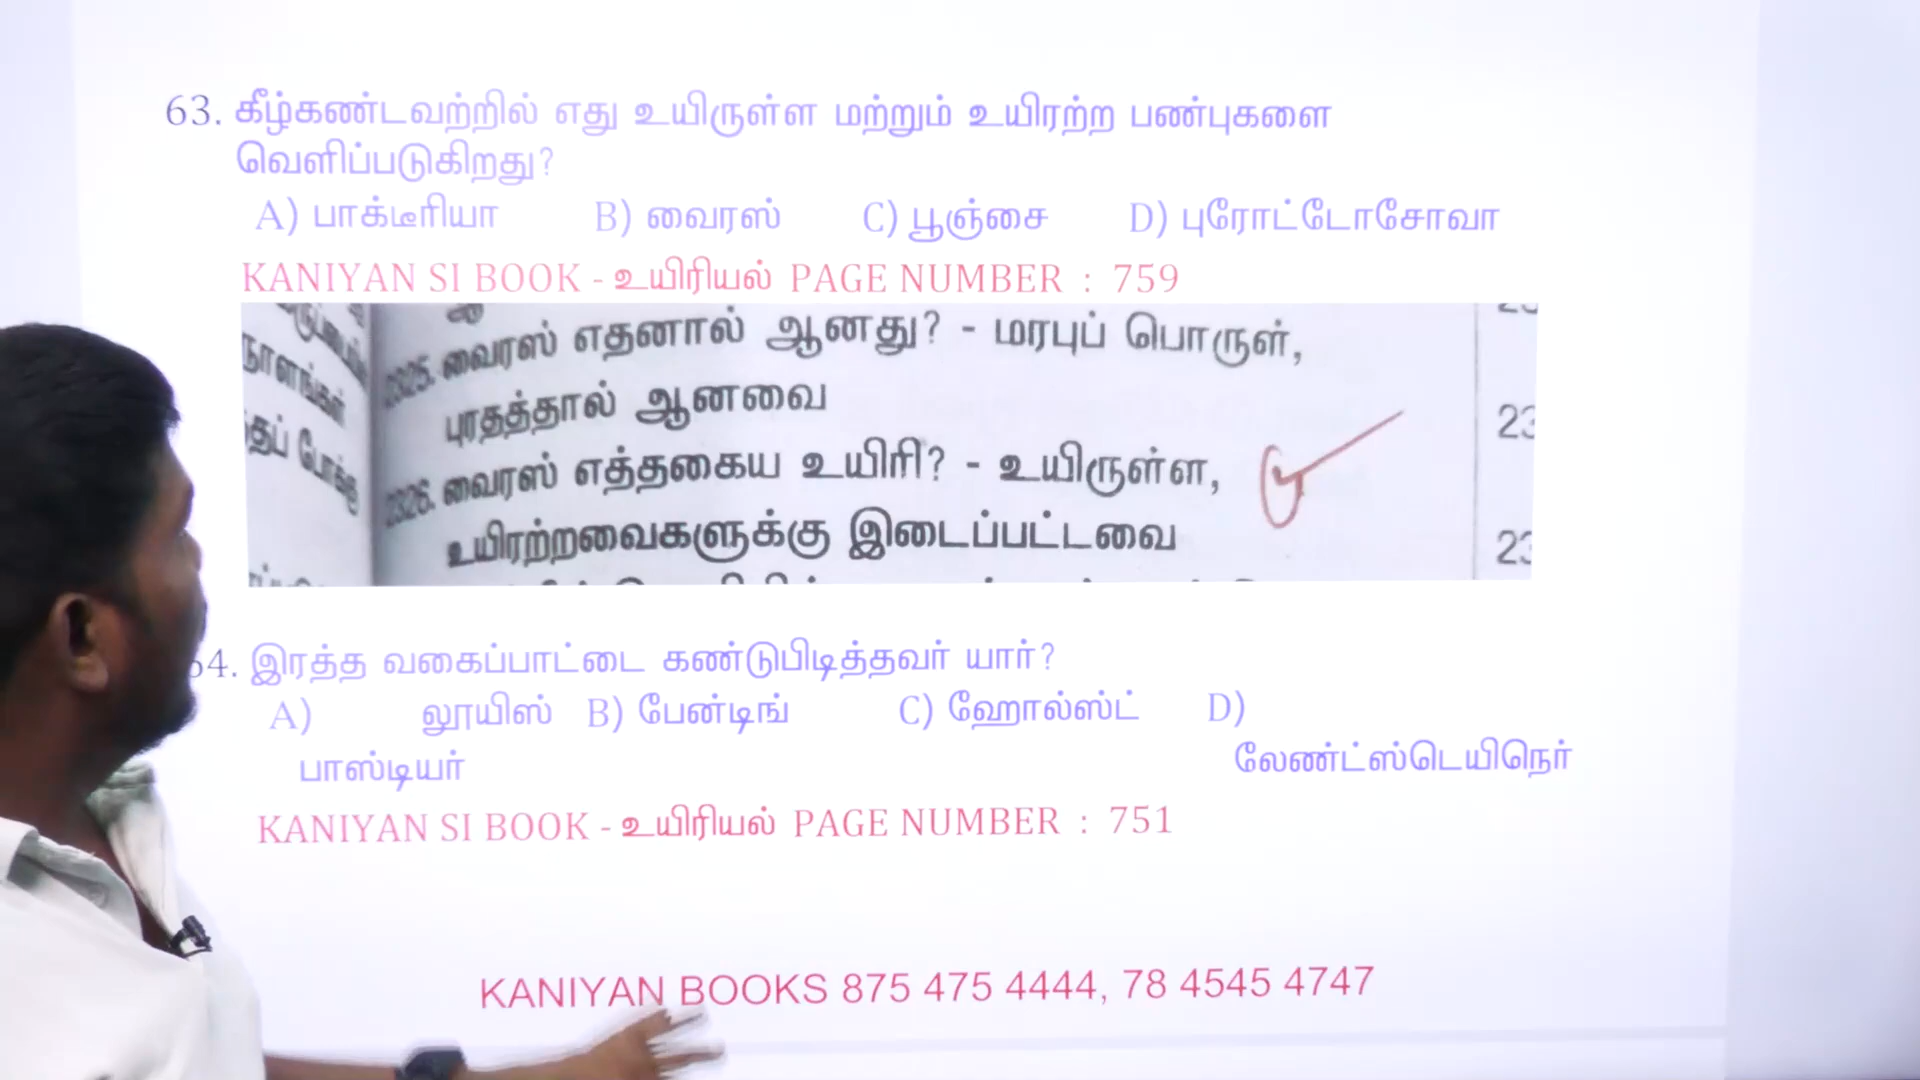 63. கீழ்கண்டவற்றில் எது உயிருள்ள மற்றும் உயிரற்ற பண்புகளை
வெளிப்படுகிறது?
A) பாக்டீரியா B) வைரஸ் C) பூஞ்சை D) புரோட்டோசோவா
KANIYAN SI BOOK - உயிரியல் PAGE NUMBER : 759
2325. வைரஸ் எதனால் ஆனது? - மரபுப் பொருள்,
புரதத்தால் ஆனவை
2326. வைரஸ் எத்தகைய உயிரி? - உயிருள்ள,
உயிரற்றவைகளுக்கு இடைப்பட்டவை
23
23
64. இரத்த வகைப்பாட்டை கண்டுபிடித்தவர் யார்?
A) லூயிஸ் B) பேன்டிங் C) ஹோல்ஸ்ட் D)
பாஸ்டியர் லேண்ட்ஸ்டெயிநெர்
KANIYAN SI BOOK - உயிரியல் PAGE NUMBER : 751
KANIYAN BOOKS 875 475 4444, 78 4545 4747